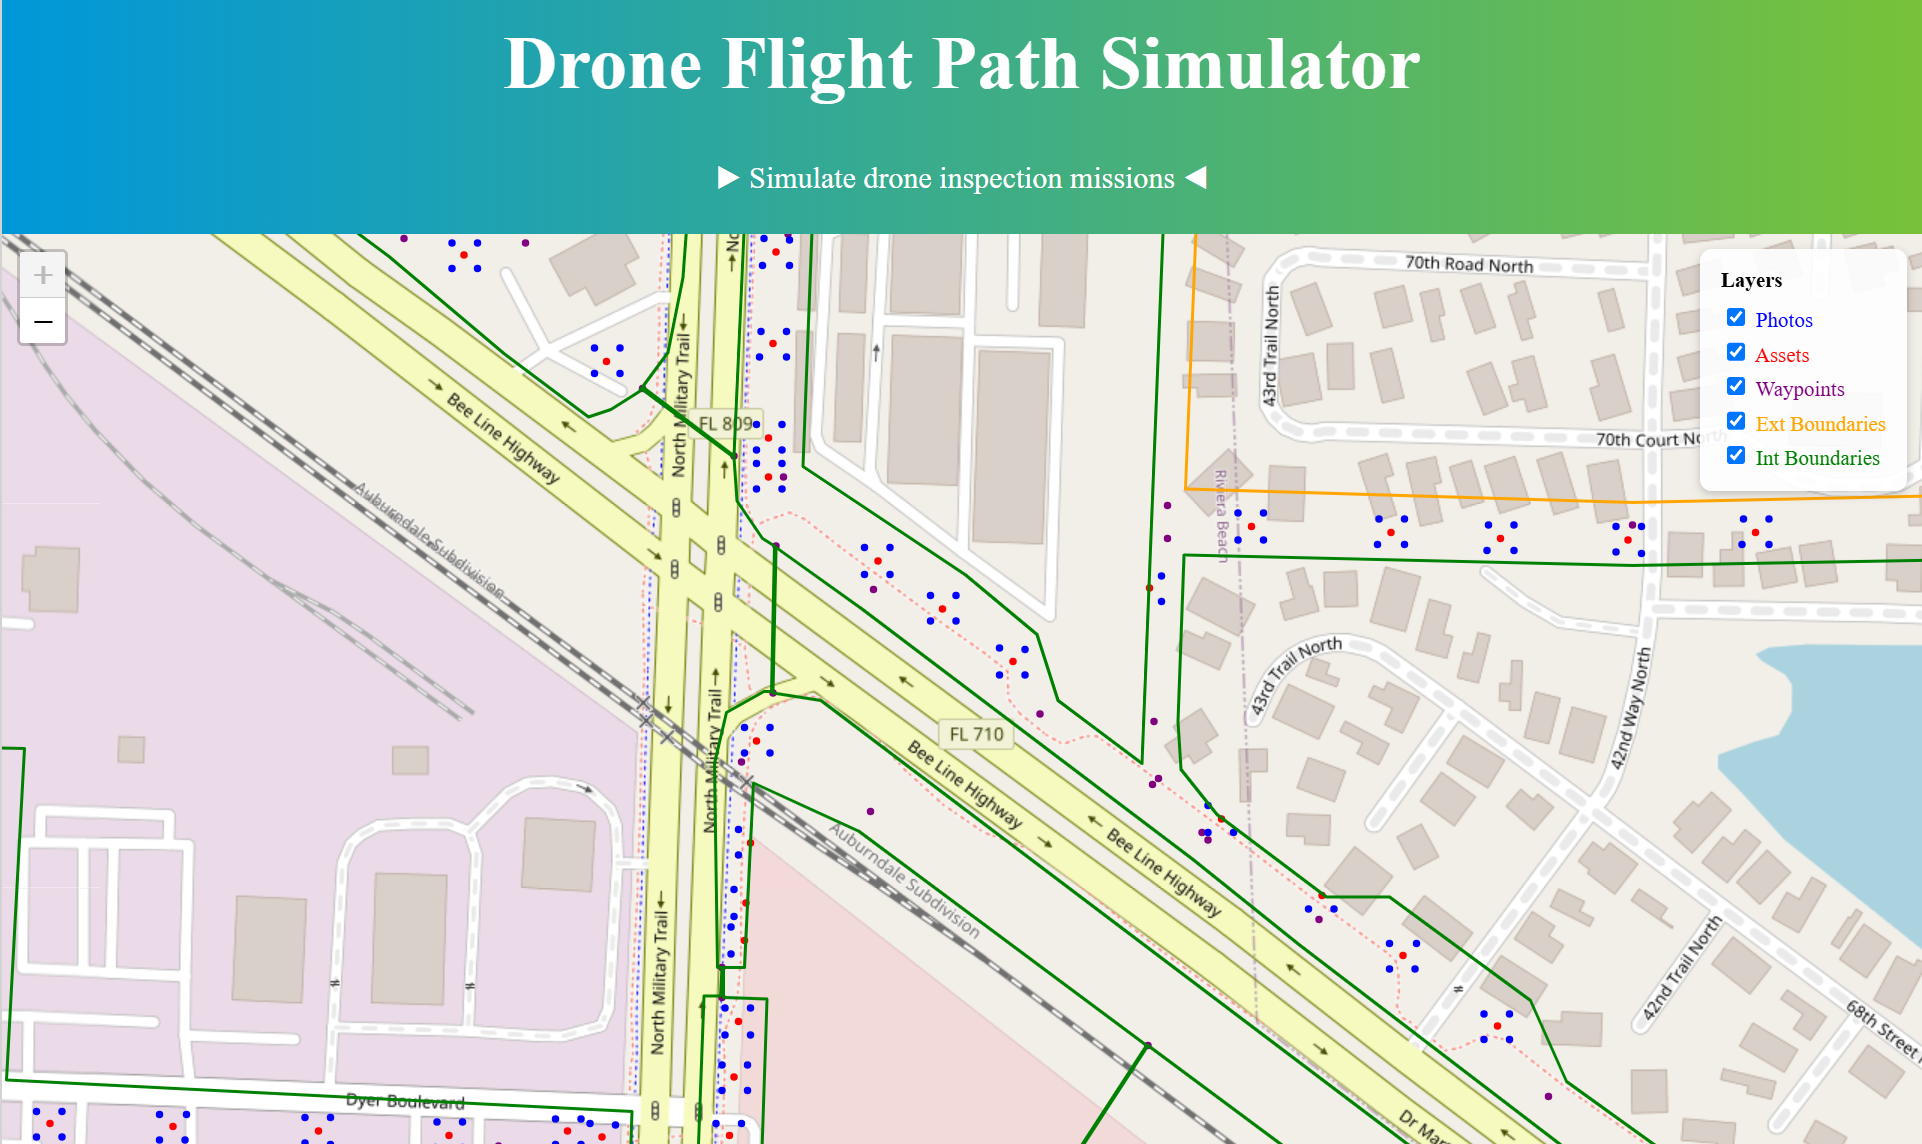 Drone Flight Path Simulator
▶ Simulate drone inspection missions ◀
+
−
Layers
Photos
Assets
Waypoints
Ext Boundaries
Int Boundaries
70th Road North
43rd Trail North
70th Court North
No
North Military Trail
FL 809
Bee Line Highway
Auburndale Subdivision
Riviera Beach
43rd Trail North
42nd Way North
North Military Trail
FL 710
Bee Line Highway
Bee Line Highway
Auburndale Subdivision
North Military Trail
42nd Trail North
68th Street
Dyer Boulevard
Dr Mar